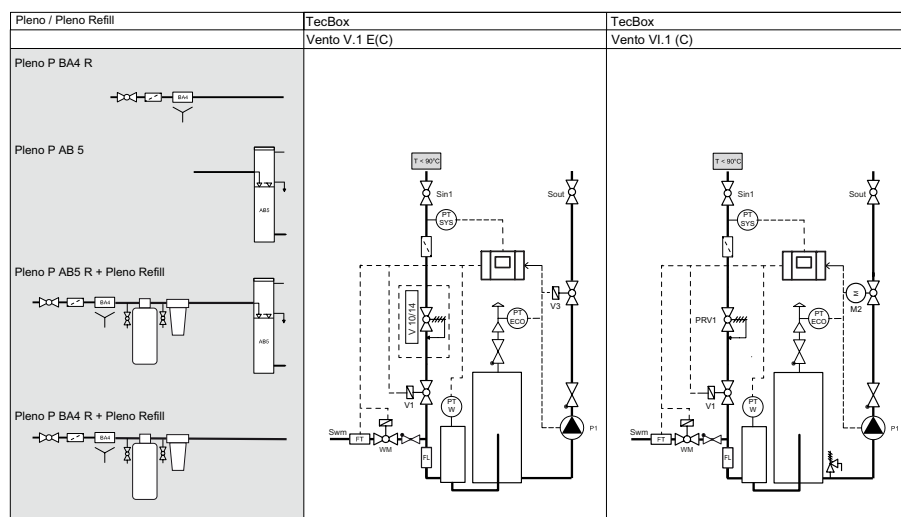 Pleno / Pleno Refill
TecBox
TecBox
Vento V.1 E(C)
Vento VI.1 (C)
Pleno P BA4 R
BA4
Pleno P AB 5
AB5
Pleno P AB5 R + Pleno Refill
BA4
AB5
Pleno P BA4 R + Pleno Refill
BA4
T < 90°C
Sin1
Sout
PT
SYS
V3
V 10/14
PT
ECO
V1
PT
W
P1
Swm
FT
WM
FL
T < 90°C
Sin1
Sout
PT
SYS
M
M2
PRV1
PT
ECO
V1
PT
W
P1
Swm
FT
WM
FL